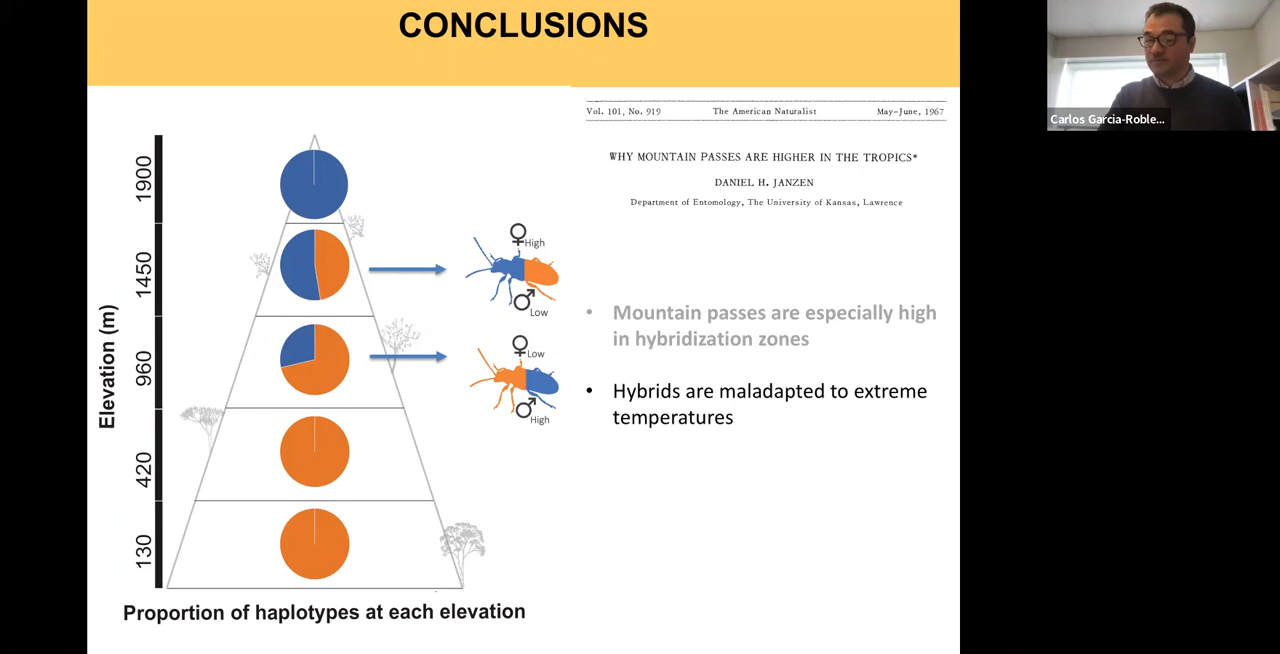 CONCLUSIONS
Vol. 101, No. 919 The American Naturalist May-June, 1967
WHY MOUNTAIN PASSES ARE HIGHER IN THE TROPICS*
DANIEL H. JANZEN
Department of Entomology, The University of Kansas, Lawrence
Elevation (m)
1900
1450
960
420
130
♀High
♂Low
♀Low
♂High
Proportion of haplotypes at each elevation
• Mountain passes are especially high
in hybridization zones
• Hybrids are maladapted to extreme
temperatures
Carlos Garcia-Roble...